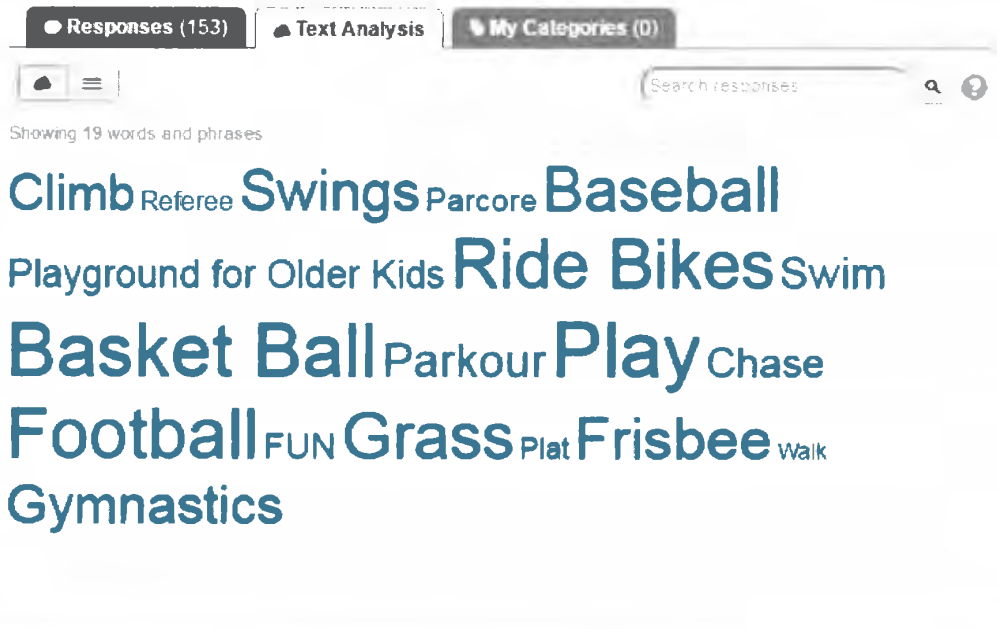 Responses (153) Text Analysis My Categories (0)
Search responses
Showing 19 words and phrases
Climb Referee Swings Parcore Baseball
Playground for Older Kids Ride Bikes Swim
Basket Ball Parkour Play Chase
Football FUN Grass Plat Frisbee Walk
Gymnastics